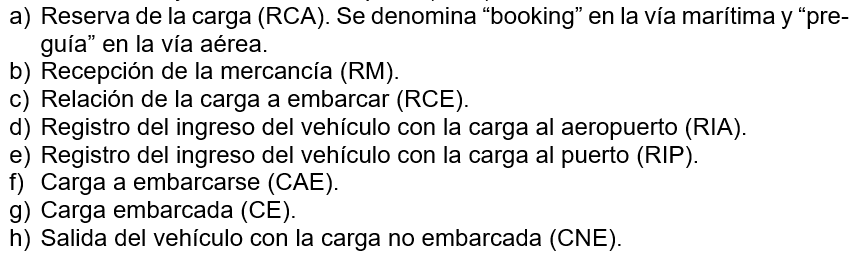 a) Reserva de la carga (RCA). Se denomina “booking” en la vía marítima y “pre-
guía” en la vía aérea.
b) Recepción de la mercancía (RM).
c) Relación de la carga a embarcar (RCE).
d) Registro del ingreso del vehículo con la carga al aeropuerto (RIA).
e) Registro del ingreso del vehículo con la carga al puerto (RIP).
f) Carga a embarcarse (CAE).
g) Carga embarcada (CE).
h) Salida del vehículo con la carga no embarcada (CNE).